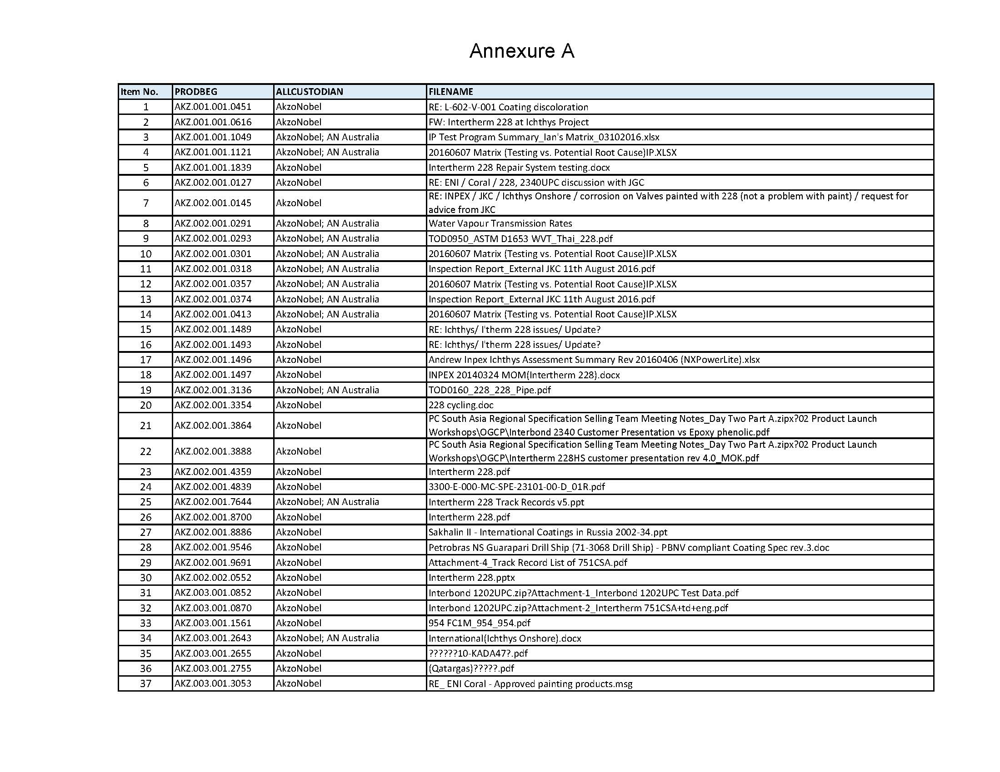 Annexure A
Item No. PRODBEG ALLCUSTODIAN FILENAME
1 AKZ.001.001.0451 AkzoNobel RE: L-602-V-001 Coating discoloration
2 AKZ.001.001.0616 AkzoNobel FW: Intertherm 228 at Ichthys Project
3 AKZ.001.001.1049 AkzoNobel; AN Australia IP Test Program Summary_Ian's Matrix_03102016.xlsx
4 AKZ.001.001.1121 AkzoNobel; AN Australia 20160607 Matrix (Testing vs. Potential Root Cause)IP.XLSX
5 AKZ.001.001.1839 AkzoNobel Intertherm 228 Repair System testing.docx
6 AKZ.002.001.0127 AkzoNobel RE: ENI / Coral / 228, 2340UPC discussion with JGC
7 AKZ.002.001.0145 AkzoNobel RE: INPEX / JKC / Ichthys Onshore / corrosion on Valves painted with 228 (not a problem with paint) / request for
advice from JKC
8 AKZ.002.001.0291 AkzoNobel; AN Australia Water Vapour Transmission Rates
9 AKZ.002.001.0293 AkzoNobel; AN Australia TOD0950_ASTM D1653 WVT_Thai_228.pdf
10 AKZ.002.001.0301 AkzoNobel; AN Australia 20160607 Matrix (Testing vs. Potential Root Cause)IP.XLSX
11 AKZ.002.001.0318 AkzoNobel; AN Australia Inspection Report_External JKC 11th August 2016.pdf
12 AKZ.002.001.0357 AkzoNobel; AN Australia 20160607 Matrix (Testing vs. Potential Root Cause)IP.XLSX
13 AKZ.002.001.0374 AkzoNobel; AN Australia Inspection Report_External JKC 11th August 2016.pdf
14 AKZ.002.001.0413 AkzoNobel; AN Australia 20160607 Matrix (Testing vs. Potential Root Cause)IP.XLSX
15 AKZ.002.001.1489 AkzoNobel RE: Ichthys/ I'therm 228 issues/ Update?
16 AKZ.002.001.1493 AkzoNobel RE: Ichthys/ I'therm 228 issues/ Update?
17 AKZ.002.001.1496 AkzoNobel Andrew Inpex Ichthys Assessment Summary Rev 20160406 (NXPowerLite).xlsx
18 AKZ.002.001.1497 AkzoNobel INPEX 20140324 MOM(Intertherm 228).docx
19 AKZ.002.001.3136 AkzoNobel; AN Australia TOD0160_228_228_Pipe.pdf
20 AKZ.002.001.3354 AkzoNobel 228 cycling.doc
21 AKZ.002.001.3864 AkzoNobel PC South Asia Regional Specification Selling Team Meeting Notes_Day Two Part A.zipx?02 Product Launch
Workshops\OGCP\Interbond 2340 Customer Presentation vs Epoxy phenolic.pdf
22 AKZ.002.001.3888 AkzoNobel PC South Asia Regional Specification Selling Team Meeting Notes_Day Two Part A.zipx?02 Product Launch
Workshops\OGCP\Intertherm 228HS customer presentation rev 4.0_MOK.pdf
23 AKZ.002.001.4359 AkzoNobel Intertherm 228.pdf
24 AKZ.002.001.4839 AkzoNobel 3300-E-000-MC-SPE-23101-00-D_01R.pdf
25 AKZ.002.001.7644 AkzoNobel; AN Australia Intertherm 228 Track Records v5.ppt
26 AKZ.002.001.8700 AkzoNobel Intertherm 228.pdf
27 AKZ.002.001.8886 AkzoNobel Sakhalin II - International Coatings in Russia 2002-34.ppt
28 AKZ.002.001.9546 AkzoNobel Petrobras NS Guarapari Drill Ship (71-3068 Drill Ship) - PBNV compliant Coating Spec rev.3.doc
29 AKZ.002.001.9691 AkzoNobel Attachment-4_Track Record List of 751CSA.pdf
30 AKZ.002.002.0552 AkzoNobel Intertherm 228.pptx
31 AKZ.003.001.0852 AkzoNobel Interbond 1202UPC.zip?Attachment-1_Interbond 1202UPC Test Data.pdf
32 AKZ.003.001.0870 AkzoNobel Interbond 1202UPC.zip?Attachment-2_Intertherm 751CSA+td+eng.pdf
33 AKZ.003.001.1561 AkzoNobel 954 FC1M_954_954.pdf
34 AKZ.003.001.2643 AkzoNobel; AN Australia International(Ichthys Onshore).docx
35 AKZ.003.001.2655 AkzoNobel ??????10-KADA47?.pdf
36 AKZ.003.001.2755 AkzoNobel (Qatargas)?????.pdf
37 AKZ.003.001.3053 AkzoNobel RE_ ENI Coral - Approved painting products.msg